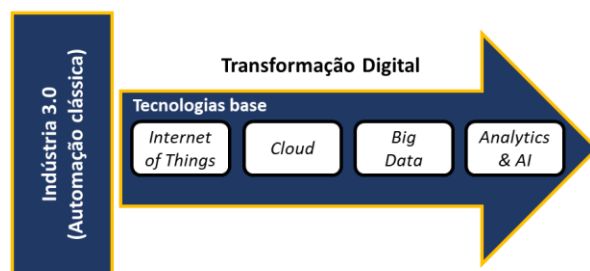 Indústria 3.0
(Automação clássica)
Transformação Digital
Tecnologias base
Internet
of Things
Cloud
Big
Data
Analytics
& AI